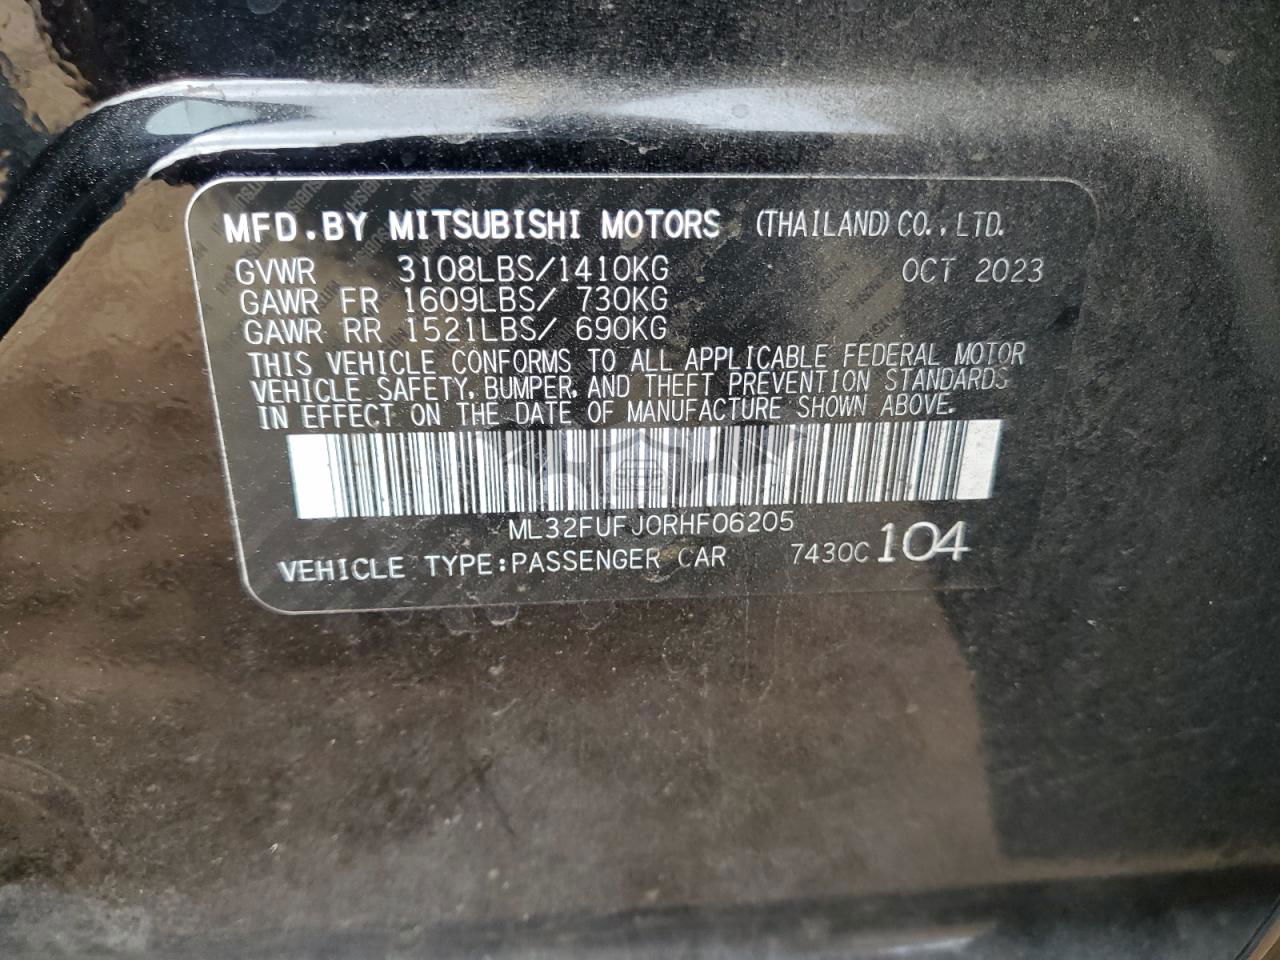 MFD.BY MITSUBISHI MOTORS (THAILAND)CO.,LTD.
GVWR 3108LBS/1410KG OCT 2023
GAWR FR 1609LBS/ 730KG
GAWR RR 1521LBS/ 690KG
THIS VEHICLE CONFORMS TO ALL APPLICABLE FEDERAL MOTOR
VEHICLE SAFETY, BUMPER, AND THEFT PREVENTION STANDARDS
IN EFFECT ON THE DATE OF MANUFACTURE SHOWN ABOVE.
ML32FUFJ0RHF06205
VEHICLE TYPE:PASSENGER CAR 7430C 104